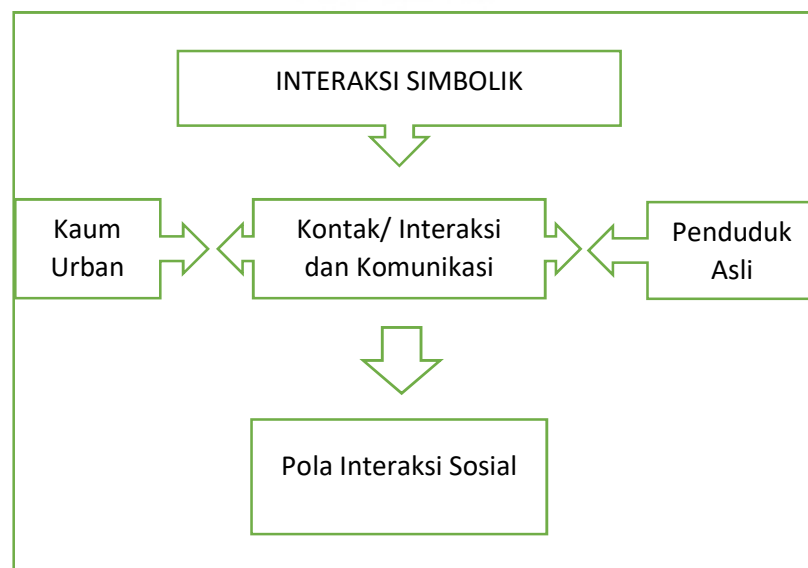 INTERAKSI SIMBOLIK
Kaum
Urban
Kontak/ Interaksi
dan Komunikasi
Penduduk
Asli
Pola Interaksi Sosial